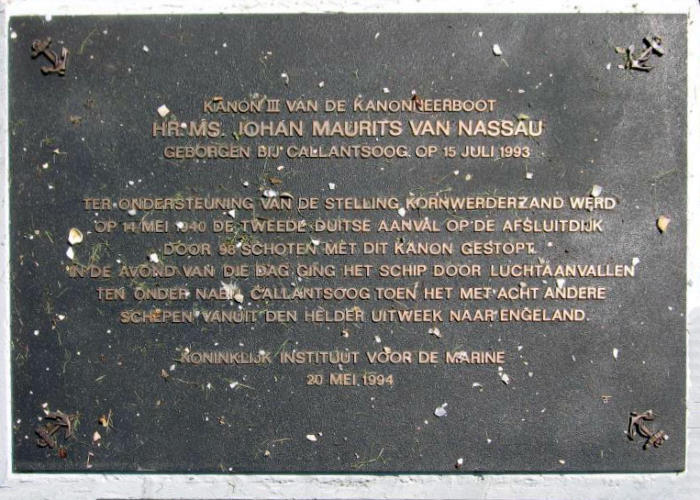 KANON III VAN DE KANONNEERBOOT
HR. MS. JOHAN MAURITS VAN NASSAU
GEBORGEN BIJ CALLANTSOOG OP 15 JULI 1993
TER ONDERSTEUNING VAN DE STELLING KORNWERDERZAND WERD
OP 14 MEI 1940 DE TWEEDE DUITSE AANVAL OP DE AFSLUITDIJK
DOOR 98 SCHOTEN MET DIT KANON GESTOPT.
IN DE AVOND VAN DIE DAG GING HET SCHIP DOOR LUCHTAANVALLEN
TEN ONDER NABIJ CALLANTSOOG TOEN HET MET ACHT ANDERE
SCHEPEN VANUIT DEN HELDER UITWEEK NAAR ENGELAND.
KONINKLIJK INSTITUUT VOOR DE MARINE
20 MEI 1994